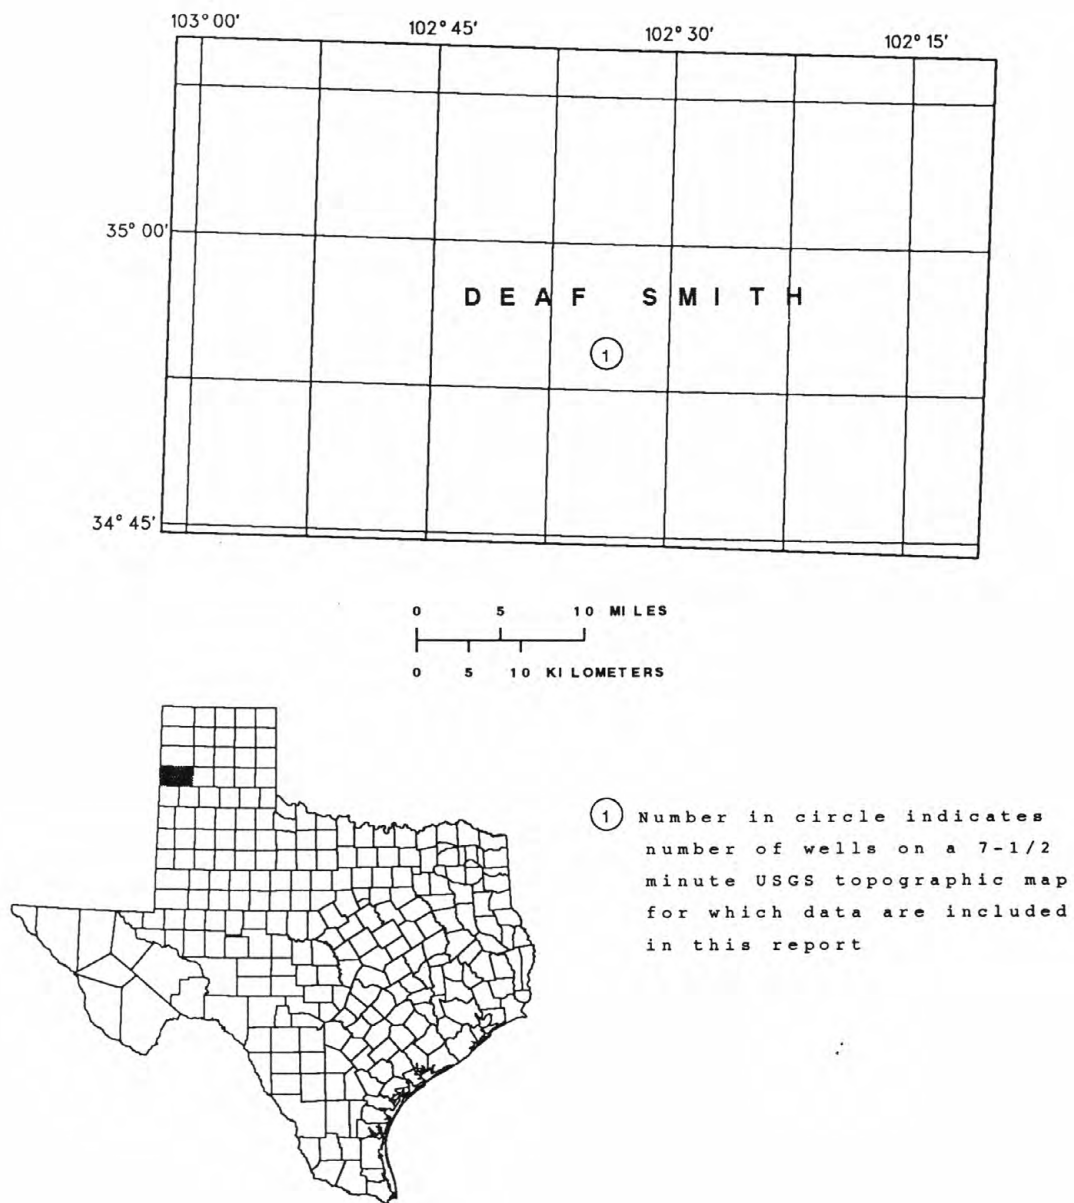 103° 00' 102° 45' 102° 30' 102° 15'
35° 00'
DEAF SMITH
1
34° 45'
0 5 10 MILES
0 5 10 KILOMETERS
1 Number in circle indicates
number of wells on a 7-1/2
minute USGS topographic map
for which data are included
in this report